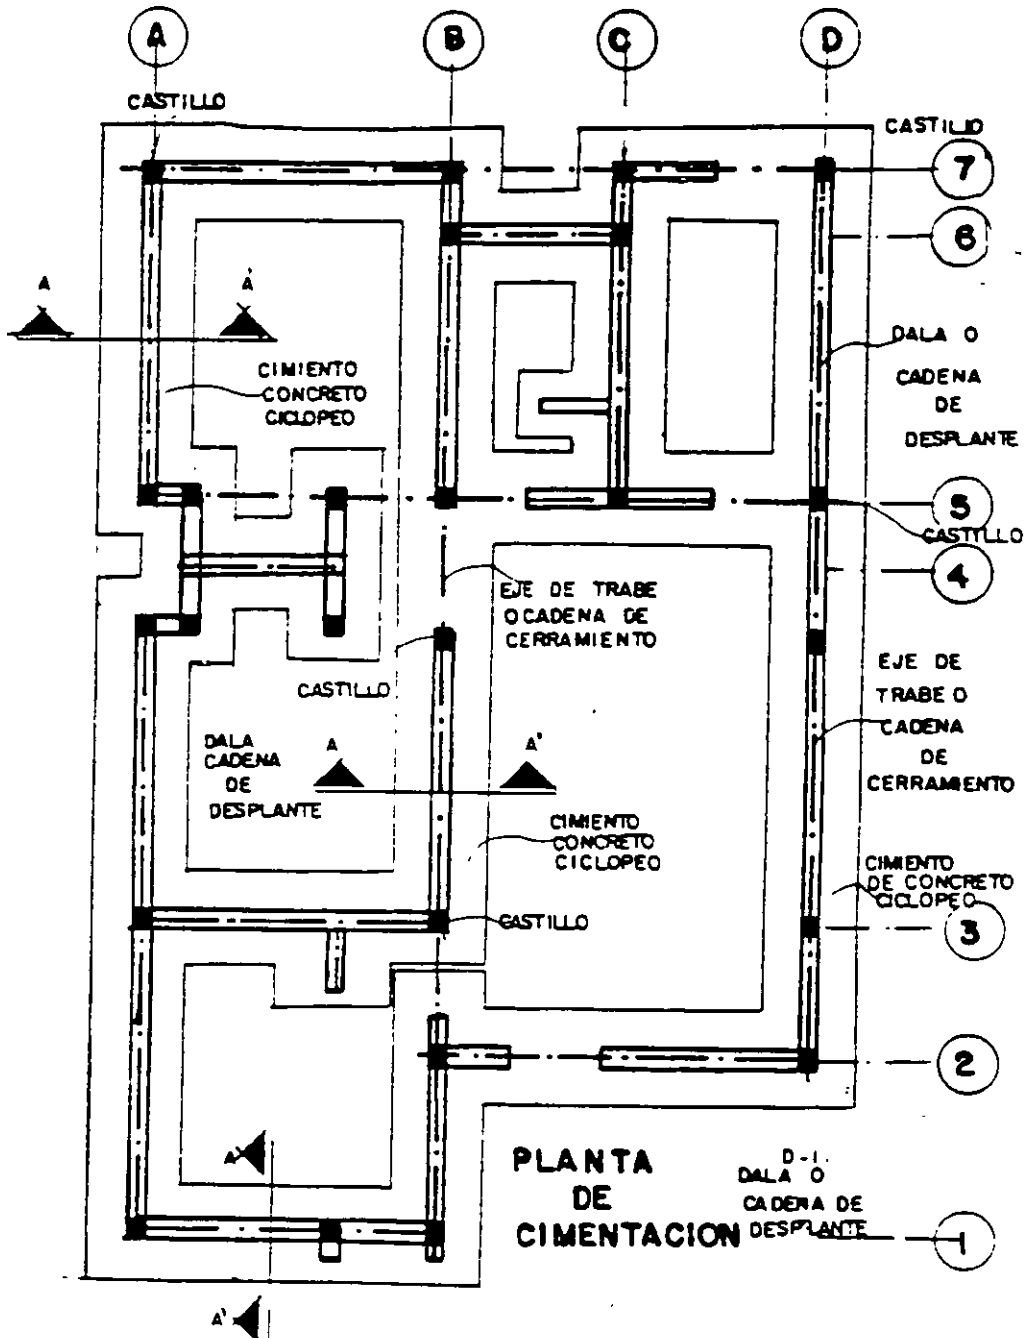 A
B
C
D
CASTILLO
CASTILLO
7
6
A
A'
DALA O
CADENA
DE
DESPLANTE
CIMIENTO
CONCRETO
CICLOPEO
5
CASTILLO
4
EJE DE TRABE
O CADENA DE
CERRAMIENTO
CASTILLO
EJE DE
TRABE O
CADENA
DE
CERRAMIENTO
DALA
CADENA
DE
DESPLANTE
A
A'
CIMIENTO
CONCRETO
CICLOPEO
CIMIENTO
DE CONCRETO
CICLOPEO
CASTILLO
3
2
A
PLANTA
DE
CIMENTACION
D-1.
DALA O
CADENA DE
DESPLANTE
1
A'